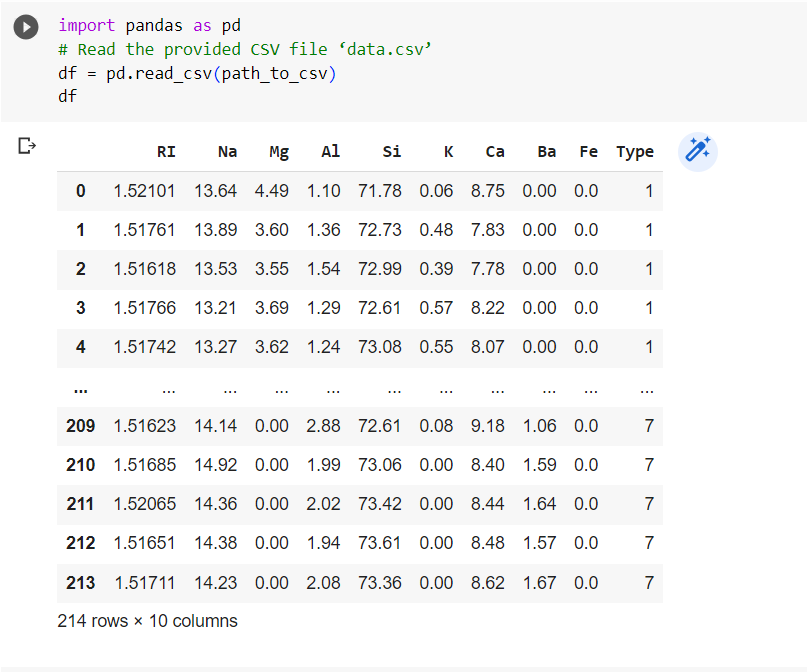 import pandas as pd
# Read the provided CSV file ‘data.csv’
df = pd.read_csv(path_to_csv)
df
RI Na Mg Al Si K Ca Ba Fe Type
0 1.52101 13.64 4.49 1.10 71.78 0.06 8.75 0.00 0.0 1
1 1.51761 13.89 3.60 1.36 72.73 0.48 7.83 0.00 0.0 1
2 1.51618 13.53 3.55 1.54 72.99 0.39 7.78 0.00 0.0 1
3 1.51766 13.21 3.69 1.29 72.61 0.57 8.22 0.00 0.0 1
4 1.51742 13.27 3.62 1.24 73.08 0.55 8.07 0.00 0.0 1
... ... ... ... ... ... ... ... ... ... ...
209 1.51623 14.14 0.00 2.88 72.61 0.08 9.18 1.06 0.0 7
210 1.51685 14.92 0.00 1.99 73.06 0.00 8.40 1.59 0.0 7
211 1.52065 14.36 0.00 2.02 73.42 0.00 8.44 1.64 0.0 7
212 1.51651 14.38 0.00 1.94 73.61 0.00 8.48 1.57 0.0 7
213 1.51711 14.23 0.00 2.08 73.36 0.00 8.62 1.67 0.0 7
214 rows × 10 columns